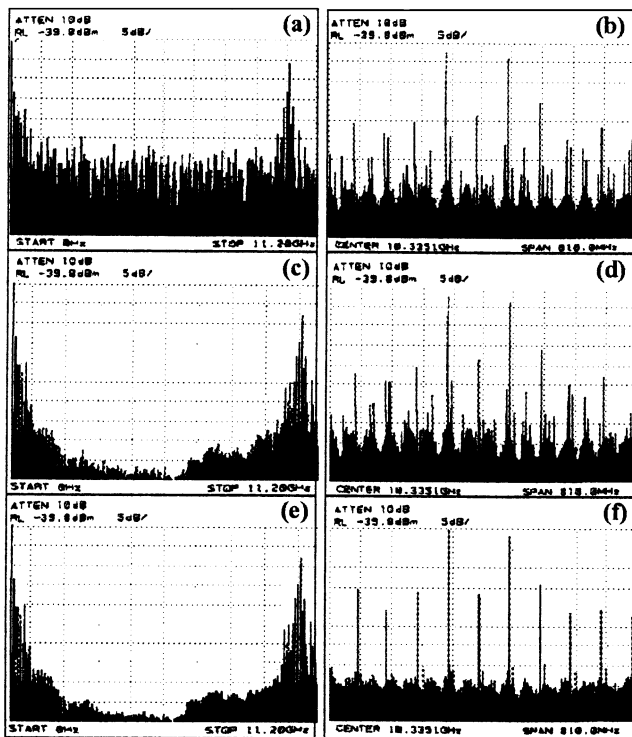 ATTEN 10dB (a)
RL -39.0dBm 5dB/
START 0Hz STOP 11.20GHz
ATTEN 10dB (b)
RL -39.0dBm 5dB/
CENTER 10.3351GHz SPAN 810.0MHz
ATTEN 10dB (c)
RL -39.0dBm 5dB/
START 0Hz STOP 11.20GHz
ATTEN 10dB (d)
RL -39.0dBm 5dB/
CENTER 10.3351GHz SPAN 810.0MHz
ATTEN 10dB (e)
RL -39.0dBm 5dB/
START 0Hz STOP 11.20GHz
ATTEN 10dB (f)
RL -39.0dBm 5dB/
CENTER 10.3351GHz SPAN 810.0MHz